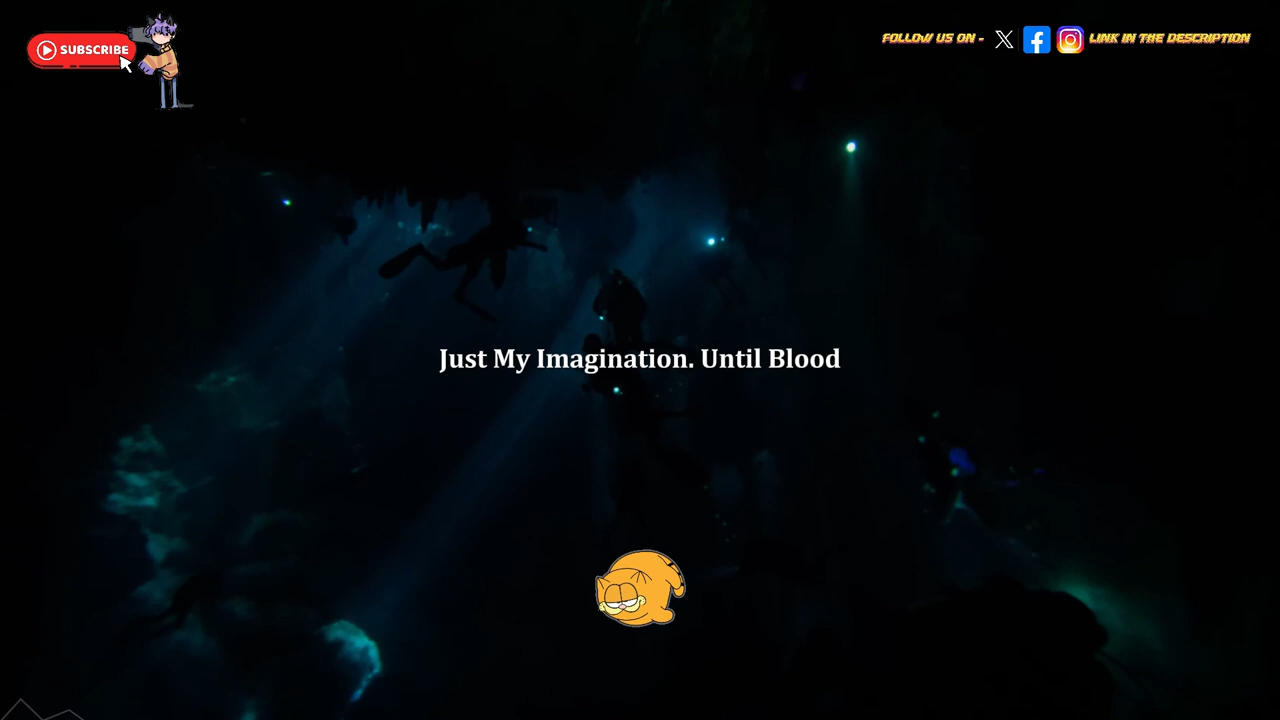 SUBSCRIBE
FOLLOW US ON -
LINK IN THE DESCRIPTION
Just My Imagination. Until Blood